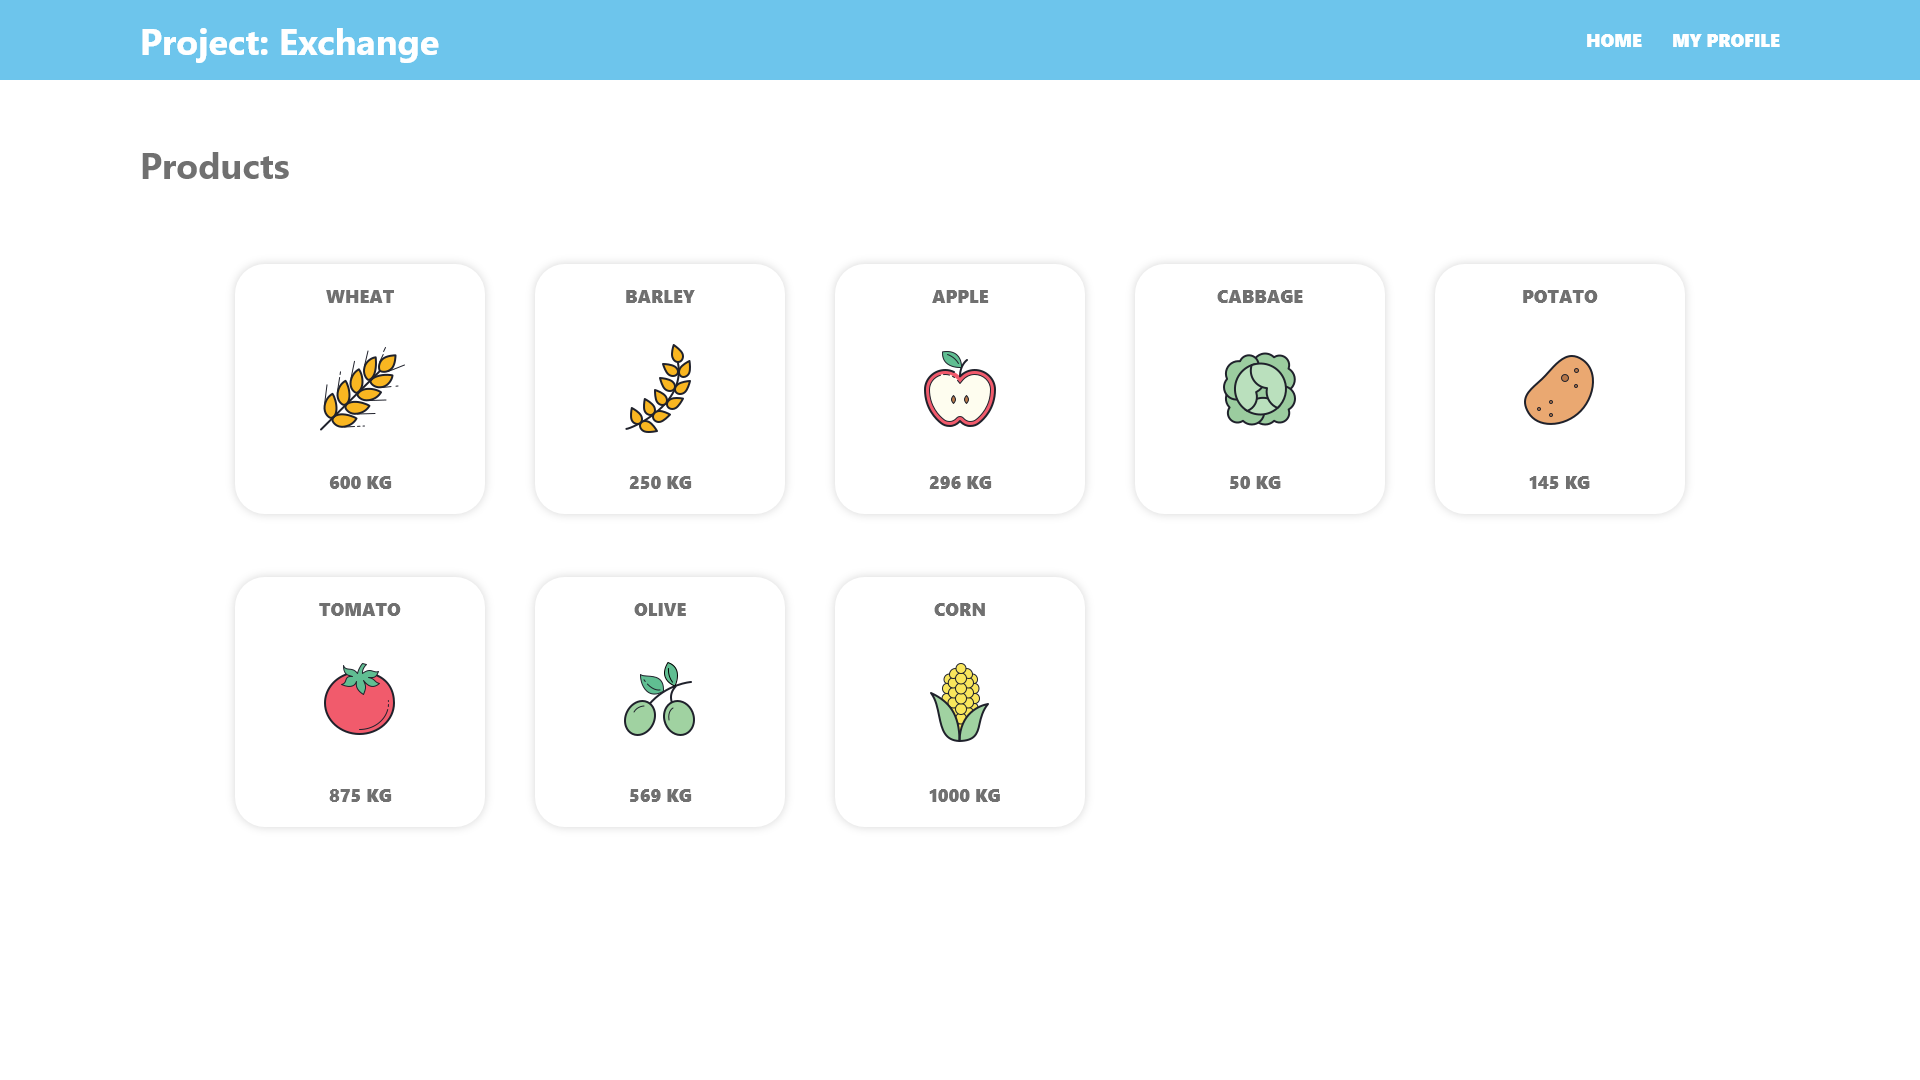 Project: Exchange
HOME
MY PROFILE
Products
WHEAT
600 KG
BARLEY
250 KG
APPLE
296 KG
CABBAGE
50 KG
POTATO
145 KG
TOMATO
875 KG
OLIVE
569 KG
CORN
1000 KG